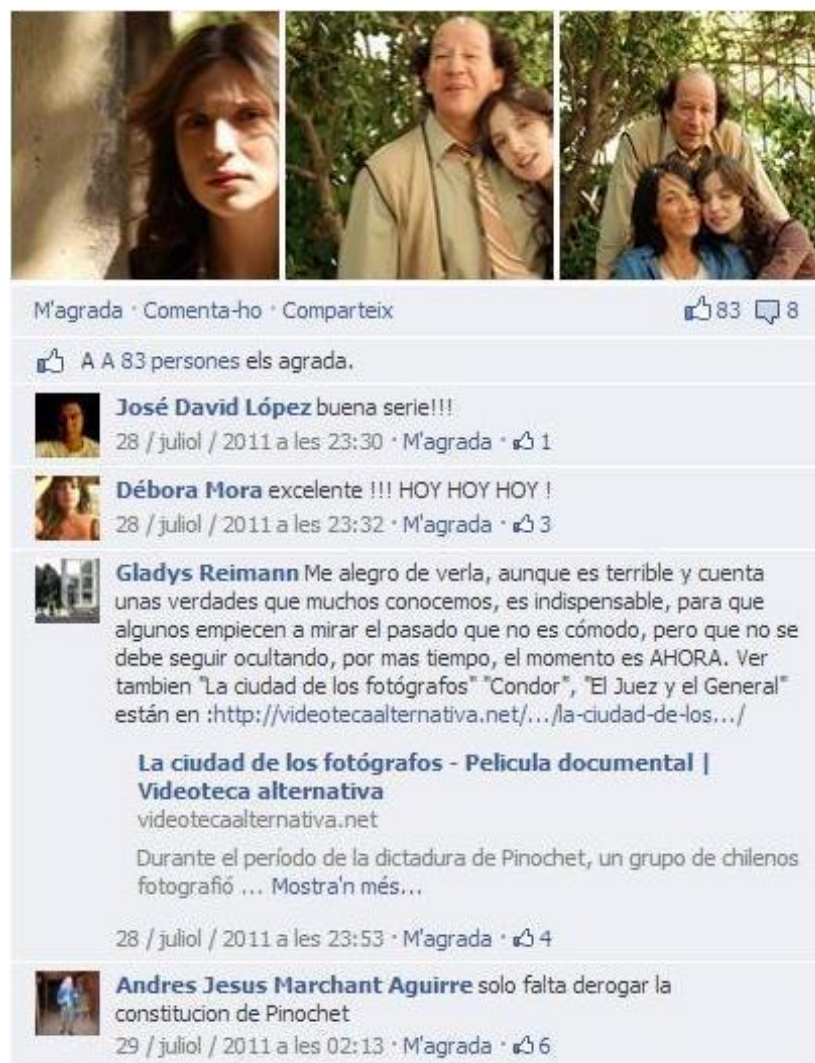 M'agrada · Comenta-ho · Comparteix 83 8
A A 83 persones els agrada.
José David López buena serie!!!
28 / juliol / 2011 a les 23:30 · M'agrada · 1
Débora Mora excelente !!! HOY HOY HOY !
28 / juliol / 2011 a les 23:32 · M'agrada · 3
Gladys Reimann Me alegro de verla, aunque es terrible y cuenta
unas verdades que muchos conocemos, es indispensable, para que
algunos empiecen a mirar el pasado que no es cómodo, pero que no se
debe seguir ocultando, por mas tiempo, el momento es AHORA. Ver
tambien "La ciudad de los fotógrafos" "Condor", "El Juez y el General"
están en :http://videotecaalternativa.net/.../la-ciudad-de-los.../
La ciudad de los fotógrafos - Pelicula documental |
Videoteca alternativa
videotecaalternativa.net
Durante el período de la dictadura de Pinochet, un grupo de chilenos
fotografió ... Mostra'n més...
28 / juliol / 2011 a les 23:53 · M'agrada · 4
Andres Jesus Marchant Aguirre solo falta derogar la
constitucion de Pinochet
29 / juliol / 2011 a les 02:13 · M'agrada · 6